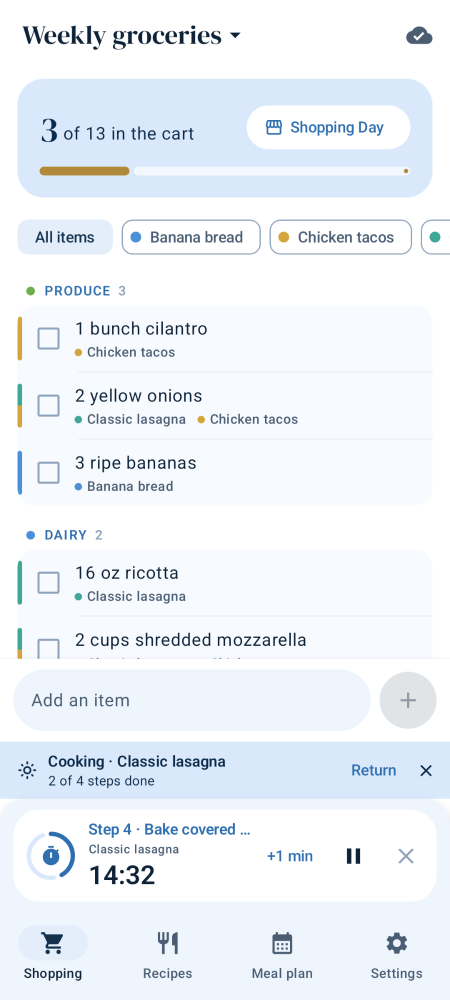 Weekly groceries
3 of 13 in the cart
Shopping Day
All items
Banana bread
Chicken tacos
PRODUCE 3
1 bunch cilantro
Chicken tacos
2 yellow onions
Classic lasagna Chicken tacos
3 ripe bananas
Banana bread
DAIRY 2
16 oz ricotta
Classic lasagna
2 cups shredded mozzarella
Add an item
Cooking · Classic lasagna
2 of 4 steps done
Return
Step 4 · Bake covered ...
Classic lasagna
14:32
+1 min
Shopping
Recipes
Meal plan
Settings